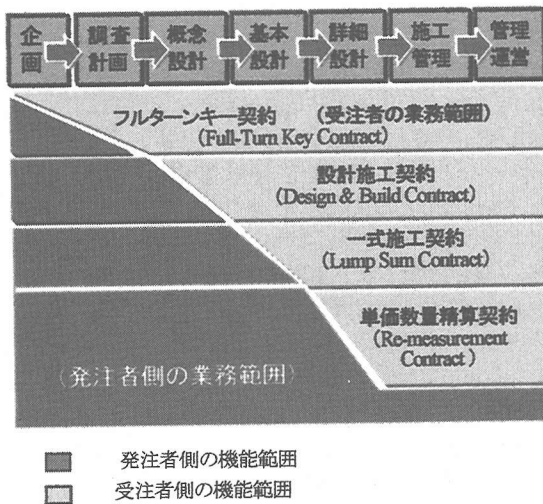 企画
調査計画
概念設計
基本設計
詳細設計
施工管理
管理運営
フルターンキー契約 (受注者の業務範囲)
(Full-Turn Key Contract)
設計施工契約
(Design & Build Contract)
一式施工契約
(Lump Sum Contract)
単価数量精算契約
(Re-measurement
Contract )
(発注者側の業務範囲)
発注者側の機能範囲
受注者側の機能範囲